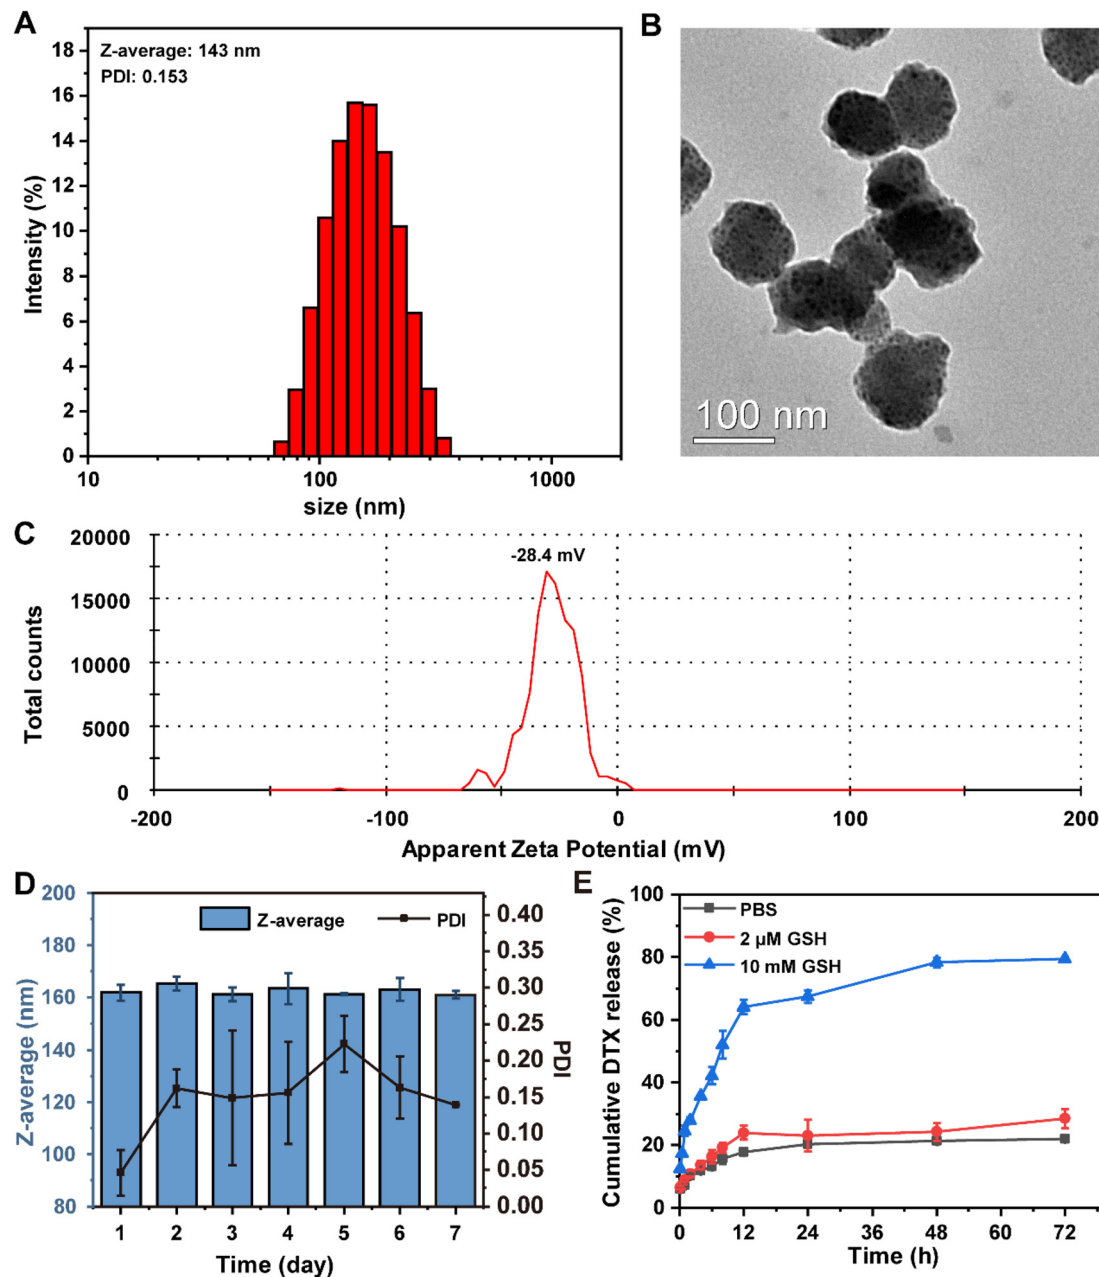 A
Z-average: 143 nm
PDI: 0.153
18
16
14
12
10
8
6
4
2
0
Intensity (%)
10 100 1000
size (nm)
B
100 nm
C
-28.4 mV
20000
15000
10000
5000
0
Total counts
-200 -100 0 100 200
Apparent Zeta Potential (mV)
D
Z-average PDI
200
180
160
140
120
100
80
Z-average (nm)
0.40
0.35
0.30
0.25
0.20
0.15
0.10
0.05
0.00
PDI
1 2 3 4 5 6 7
Time (day)
E
PBS
2 µM GSH
10 mM GSH
100
80
60
40
20
0
Cumulative DTX release (%)
0 12 24 36 48 60 72
Time (h)